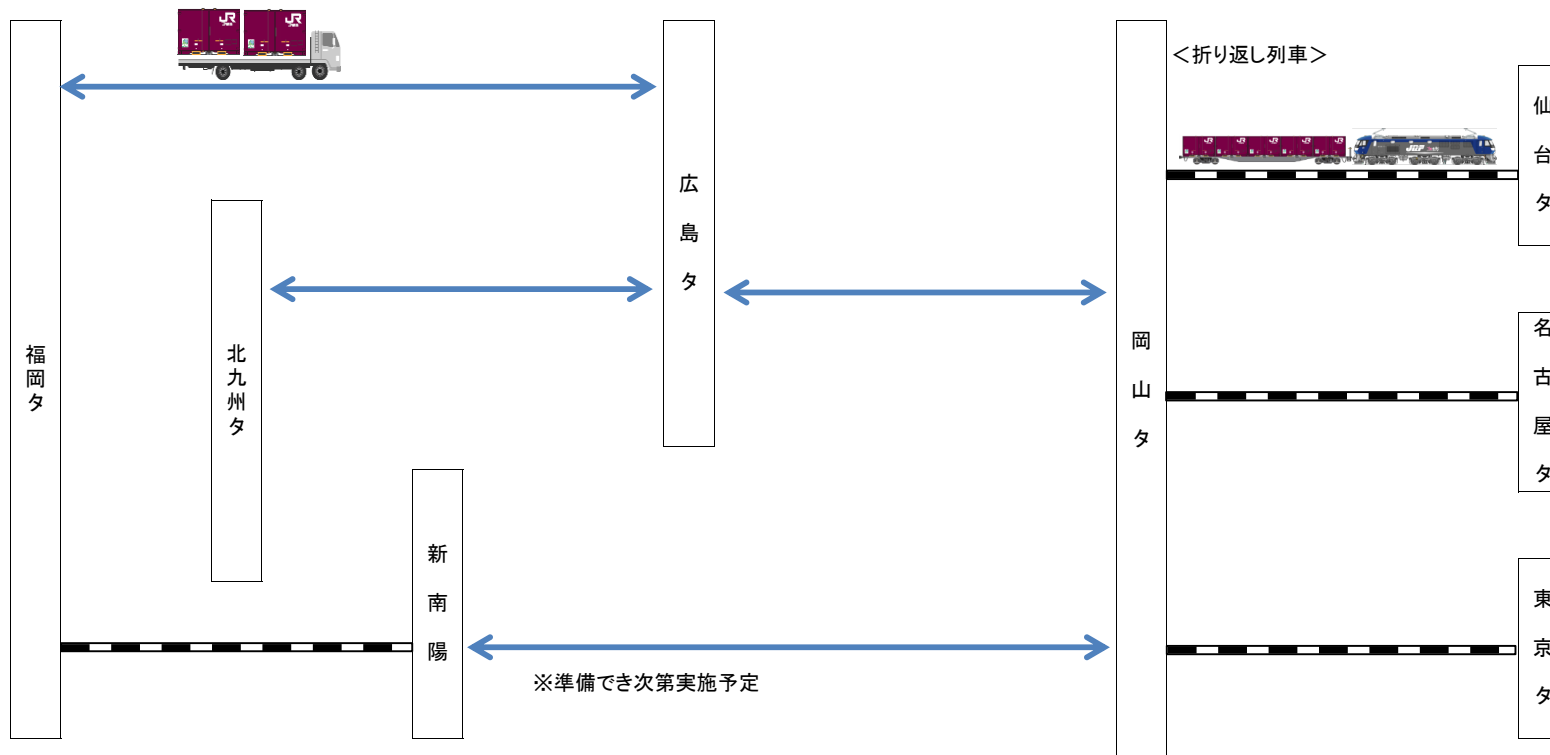 JR
JR
＜折り返し列車＞
仙台タ
広島タ
岡山タ
名古屋タ
福岡タ
北九州タ
新南陽
東京タ
※準備でき次第実施予定